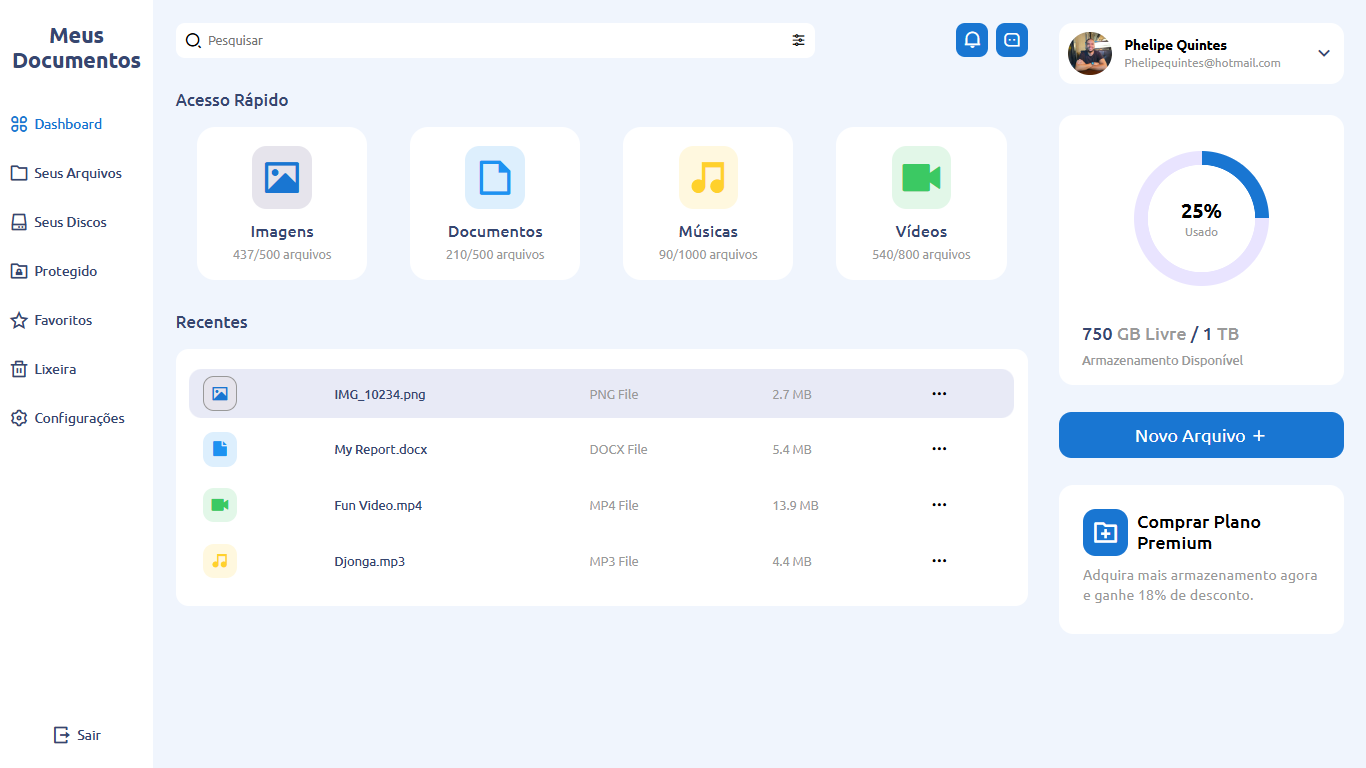 Meus
Documentos
Dashboard
Seus Arquivos
Seus Discos
Protegido
Favoritos
Lixeira
Configurações
Sair
Pesquisar
Acesso Rápido
Imagens
437/500 arquivos
Documentos
210/500 arquivos
Músicas
90/1000 arquivos
Vídeos
540/800 arquivos
Recentes
IMG_10234.png PNG File 2.7 MB
My Report.docx DOCX File 5.4 MB
Fun Video.mp4 MP4 File 13.9 MB
Djonga.mp3 MP3 File 4.4 MB
Phelipe Quintes
Phelipequintes@hotmail.com
25%
Usado
750 GB Livre / 1 TB
Armazenamento Disponível
Novo Arquivo +
Comprar Plano
Premium
Adquira mais armazenamento agora
e ganhe 18% de desconto.